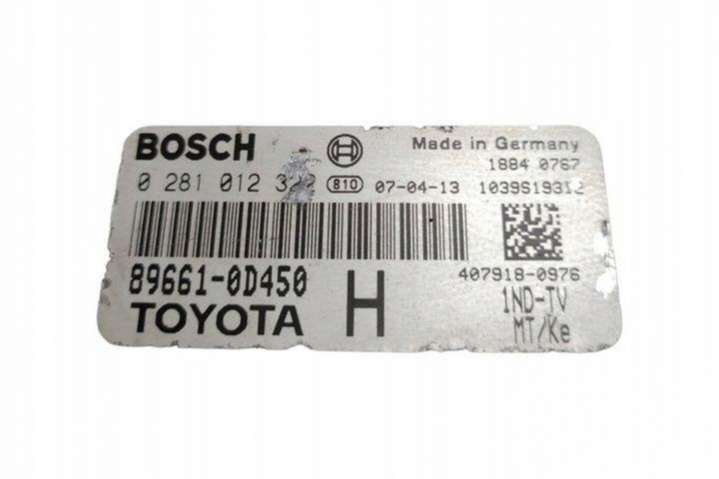 BOSCH Made in Germany
1884 0767
0 281 012 810 07-04-13
89661-0D450 407918-0976
TOYOTA H 1ND-TV
MT/Ke